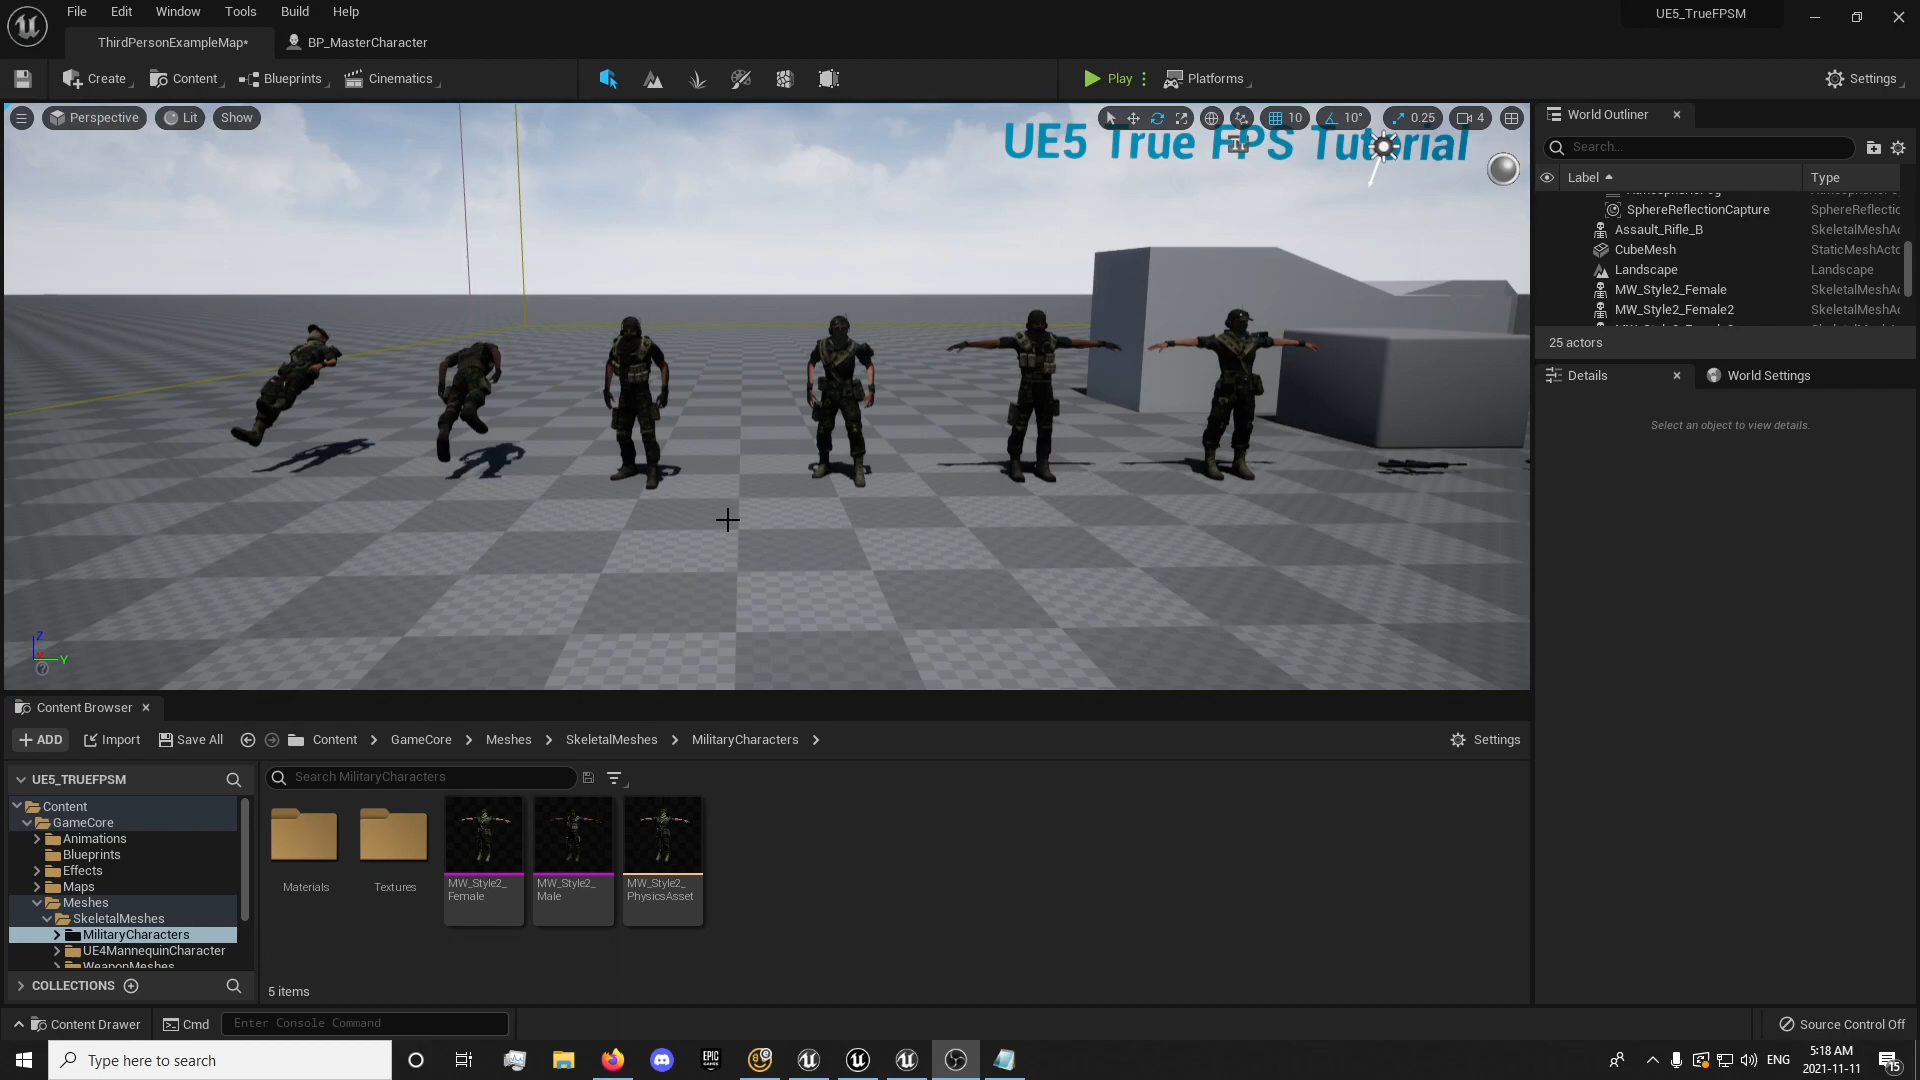 File Edit Window Tools Build Help
UE5_TrueFPSM
ThirdPersonExampleMap*
BP_MasterCharacter
Create
Content
Blueprints
Cinematics
Play
Platforms
Settings
Perspective
Lit
Show
10
10°
0.25
4
UE5 True FPS Tutorial
World Outliner
Search...
Label
Type
SphereReflectionCapture SphereReflectic
Assault_Rifle_B SkeletalMeshAc
CubeMesh StaticMeshActc
Landscape Landscape
MW_Style2_Female SkeletalMeshAc
MW_Style2_Female2 SkeletalMeshAc
25 actors
Details
World Settings
Select an object to view details.
Z
Y
Content Browser
ADD
Import
Save All
Content
GameCore
Meshes
SkeletalMeshes
MilitaryCharacters
Settings
UE5_TRUEFPSM
Content
GameCore
Animations
Blueprints
Effects
Maps
Meshes
SkeletalMeshes
MilitaryCharacters
UE4MannequinCharacter
WeaponMeshes
COLLECTIONS
Search MilitaryCharacters
Materials
Textures
MW_Style2_
Female
MW_Style2_
Male
MW_Style2_
PhysicsAsset
5 items
Content Drawer
Cmd
Enter Console Command
Source Control Off
Type here to search
EPIC
GAMES
ENG
5:18 AM
2021-11-11
15